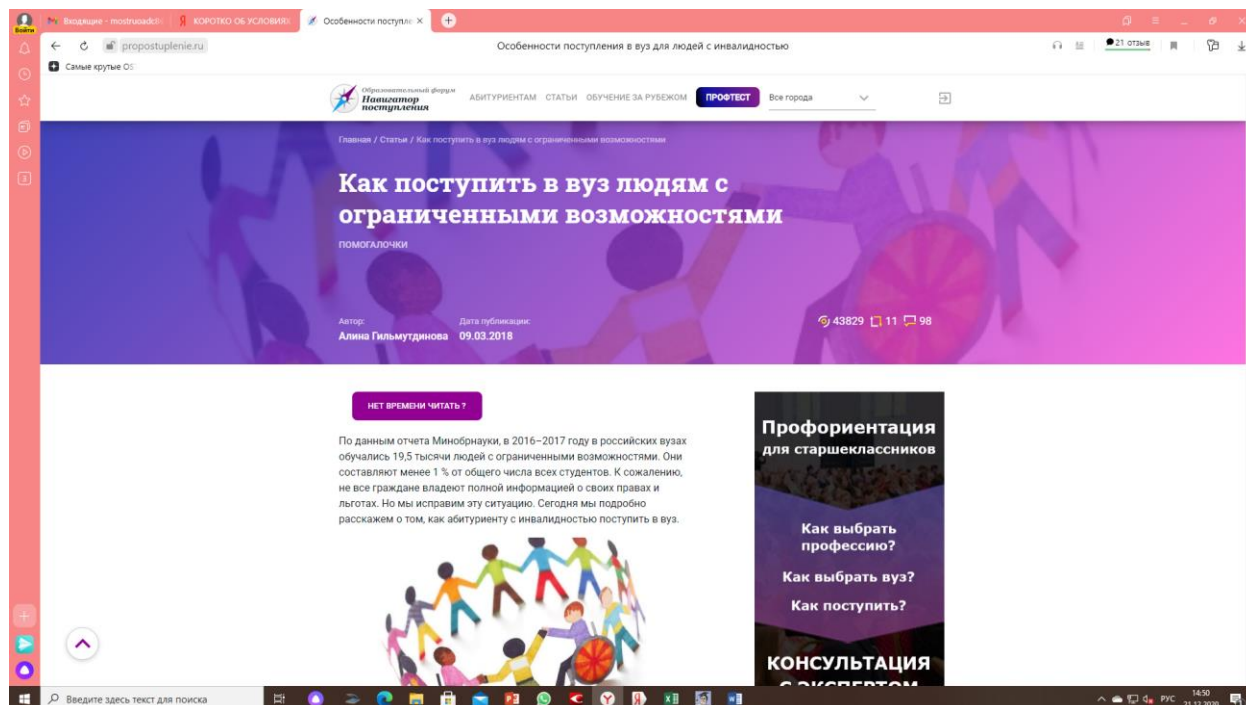 Войти
Входящие - mostruoadcli
КОРОТКО ОБ УСЛОВИЯХ
Особенности поступле
propostuplenie.ru
Особенности поступления в вуз для людей с инвалидностью
21 отзыв
Самые крутые OS
Образовательный форум
Навигатор
поступления
АБИТУРИЕНТАМ СТАТЬИ ОБУЧЕНИЕ ЗА РУБЕЖОМ ПРОФТЕСТ Все города
Главная / Статьи / Как поступить в вуз людям с ограниченными возможностями
Как поступить в вуз людям с
ограниченными возможностями
ПОМОГАЛОЧКИ
Автор:
Алина Гильмутдинова
Дата публикации:
09.03.2018
43829 11 98
НЕТ ВРЕМЕНИ ЧИТАТЬ ?
По данным отчета Минобрнауки, в 2016–2017 году в российских вузах
обучались 19,5 тысячи людей с ограниченными возможностями. Они
составляют менее 1 % от общего числа всех студентов. К сожалению,
не все граждане владеют полной информацией о своих правах и
льготах. Но мы исправим эту ситуацию. Сегодня мы подробно
расскажем о том, как абитуриенту с инвалидностью поступить в вуз.
Профориентация
для старшеклассников
Как выбрать
профессию?
Как выбрать вуз?
Как поступить?
КОНСУЛЬТАЦИЯ
С ЭКСПЕРТОМ
Введите здесь текст для поиска
РУС
14:50
21.12.2020